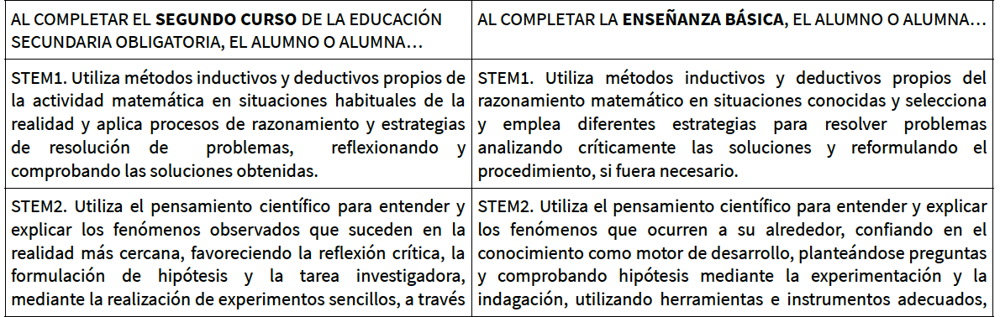 AL COMPLETAR EL SEGUNDO CURSO DE LA EDUCACIÓN
SECUNDARIA OBLIGATORIA, EL ALUMNO O ALUMNA…
AL COMPLETAR LA ENSEÑANZA BÁSICA, EL ALUMNO O ALUMNA…
STEM1. Utiliza métodos inductivos y deductivos propios de
la actividad matemática en situaciones habituales de la
realidad y aplica procesos de razonamiento y estrategias
de resolución de problemas, reflexionando y
comprobando las soluciones obtenidas.
STEM1. Utiliza métodos inductivos y deductivos propios del
razonamiento matemático en situaciones conocidas y selecciona
y emplea diferentes estrategias para resolver problemas
analizando críticamente las soluciones y reformulando el
procedimiento, si fuera necesario.
STEM2. Utiliza el pensamiento científico para entender y
explicar los fenómenos observados que suceden en la
realidad más cercana, favoreciendo la reflexión crítica, la
formulación de hipótesis y la tarea investigadora,
mediante la realización de experimentos sencillos, a través
STEM2. Utiliza el pensamiento científico para entender y explicar
los fenómenos que ocurren a su alrededor, confiando en el
conocimiento como motor de desarrollo, planteándose preguntas
y comprobando hipótesis mediante la experimentación y la
indagación, utilizando herramientas e instrumentos adecuados,